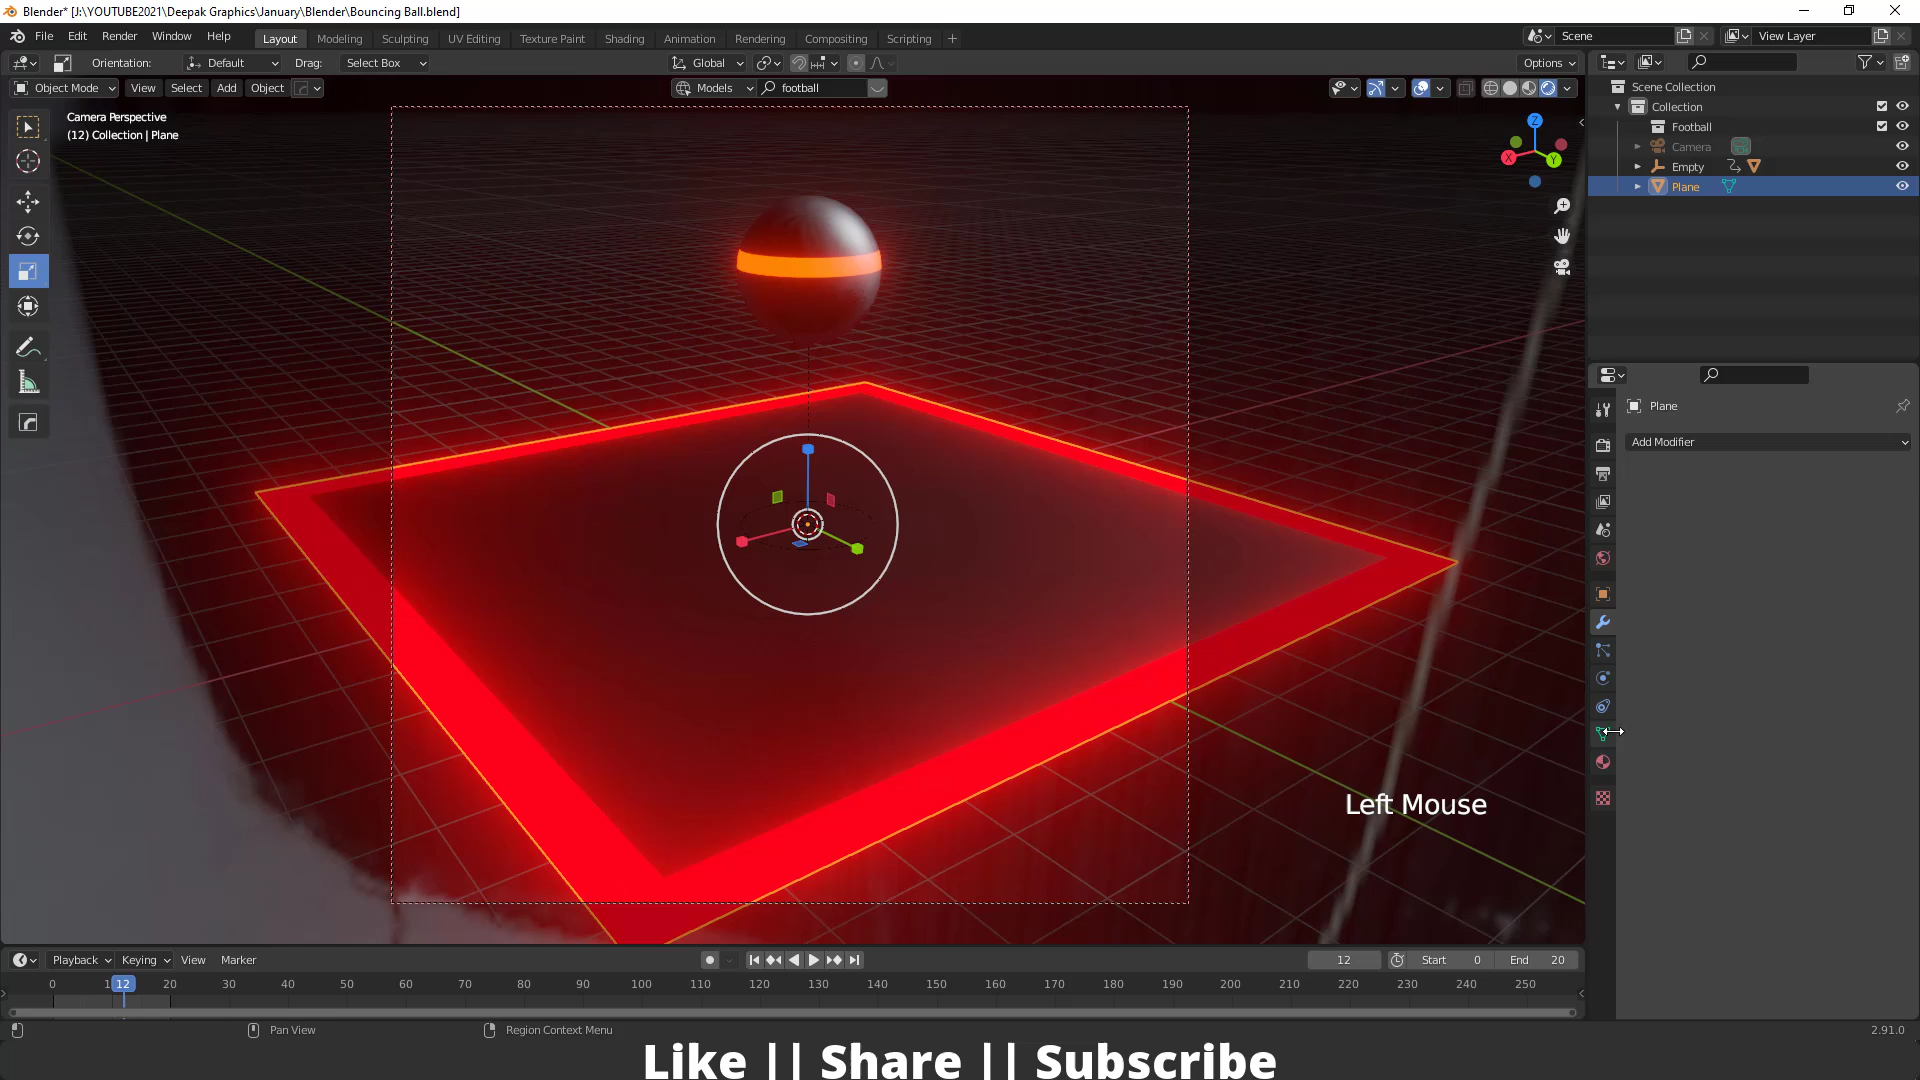 Blender* [J:\YOUTUBE2021\Deepak Graphics\January\Blender\Bouncing Ball.blend]
File Edit Render Window Help Layout Modeling Sculpting UV Editing Texture Paint Shading Animation Rendering Compositing Scripting Scene View Layer
Orientation: Default Drag: Select Box Global Options
Object Mode View Select Add Object Models football
Camera Perspective
(12) Collection | Plane
Z
X
Y
Scene Collection
Collection
Football
Camera
Empty
Plane
Plane
Add Modifier
Left Mouse
Playback Keying View Marker 12 Start 0 End 20
0 1 12 20 30 40 50 60 70 80 90 100 110 120 130 140 150 160 170 180 190 200 210 220 230 240 250
Pan View Region Context Menu 2.91.0
Like || Share || Subscribe